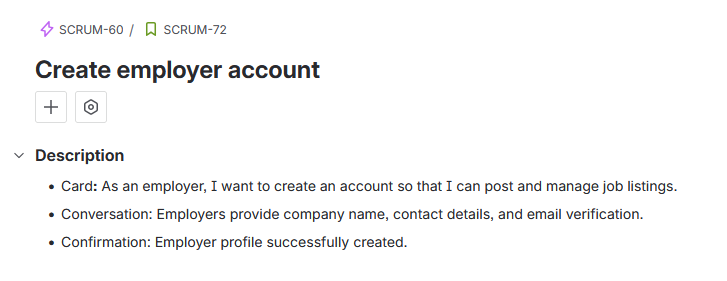 SCRUM-60 / SCRUM-72
Create employer account
Description
• Card: As an employer, I want to create an account so that I can post and manage job listings.
• Conversation: Employers provide company name, contact details, and email verification.
• Confirmation: Employer profile successfully created.